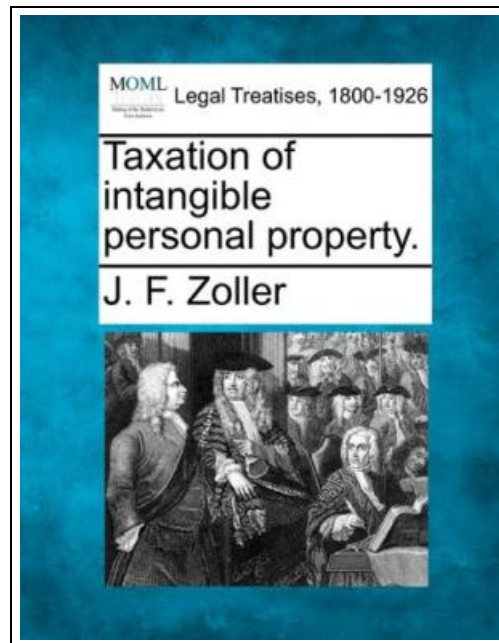 MOML
Legal Treatises, 1800-1926
Taxation of
intangible
personal property.
J. F. Zoller